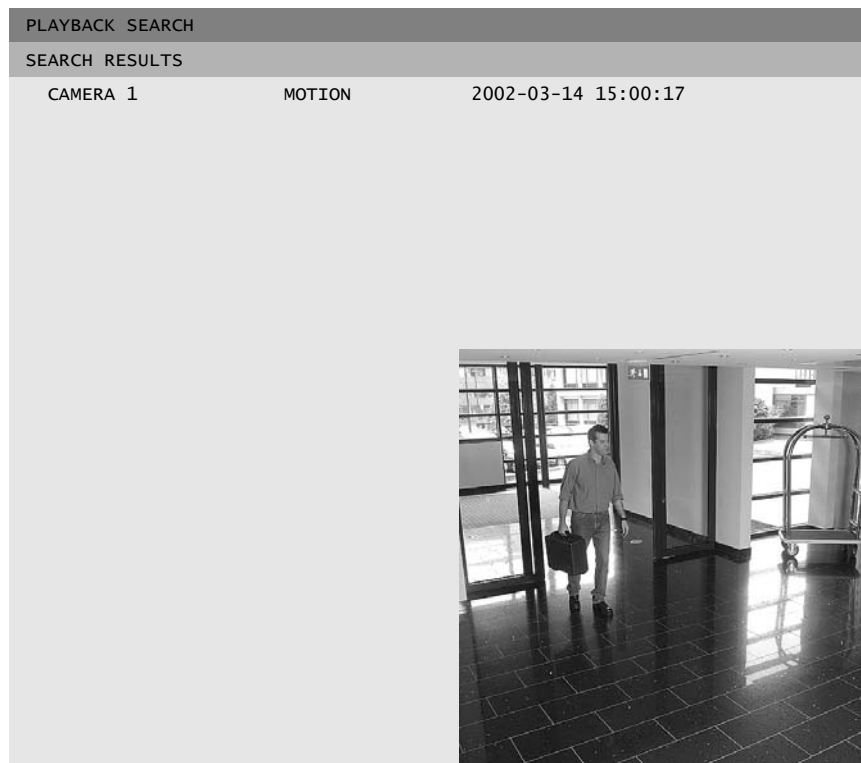 PLAYBACK SEARCH
SEARCH RESULTS
CAMERA 1 MOTION 2002-03-14 15:00:17